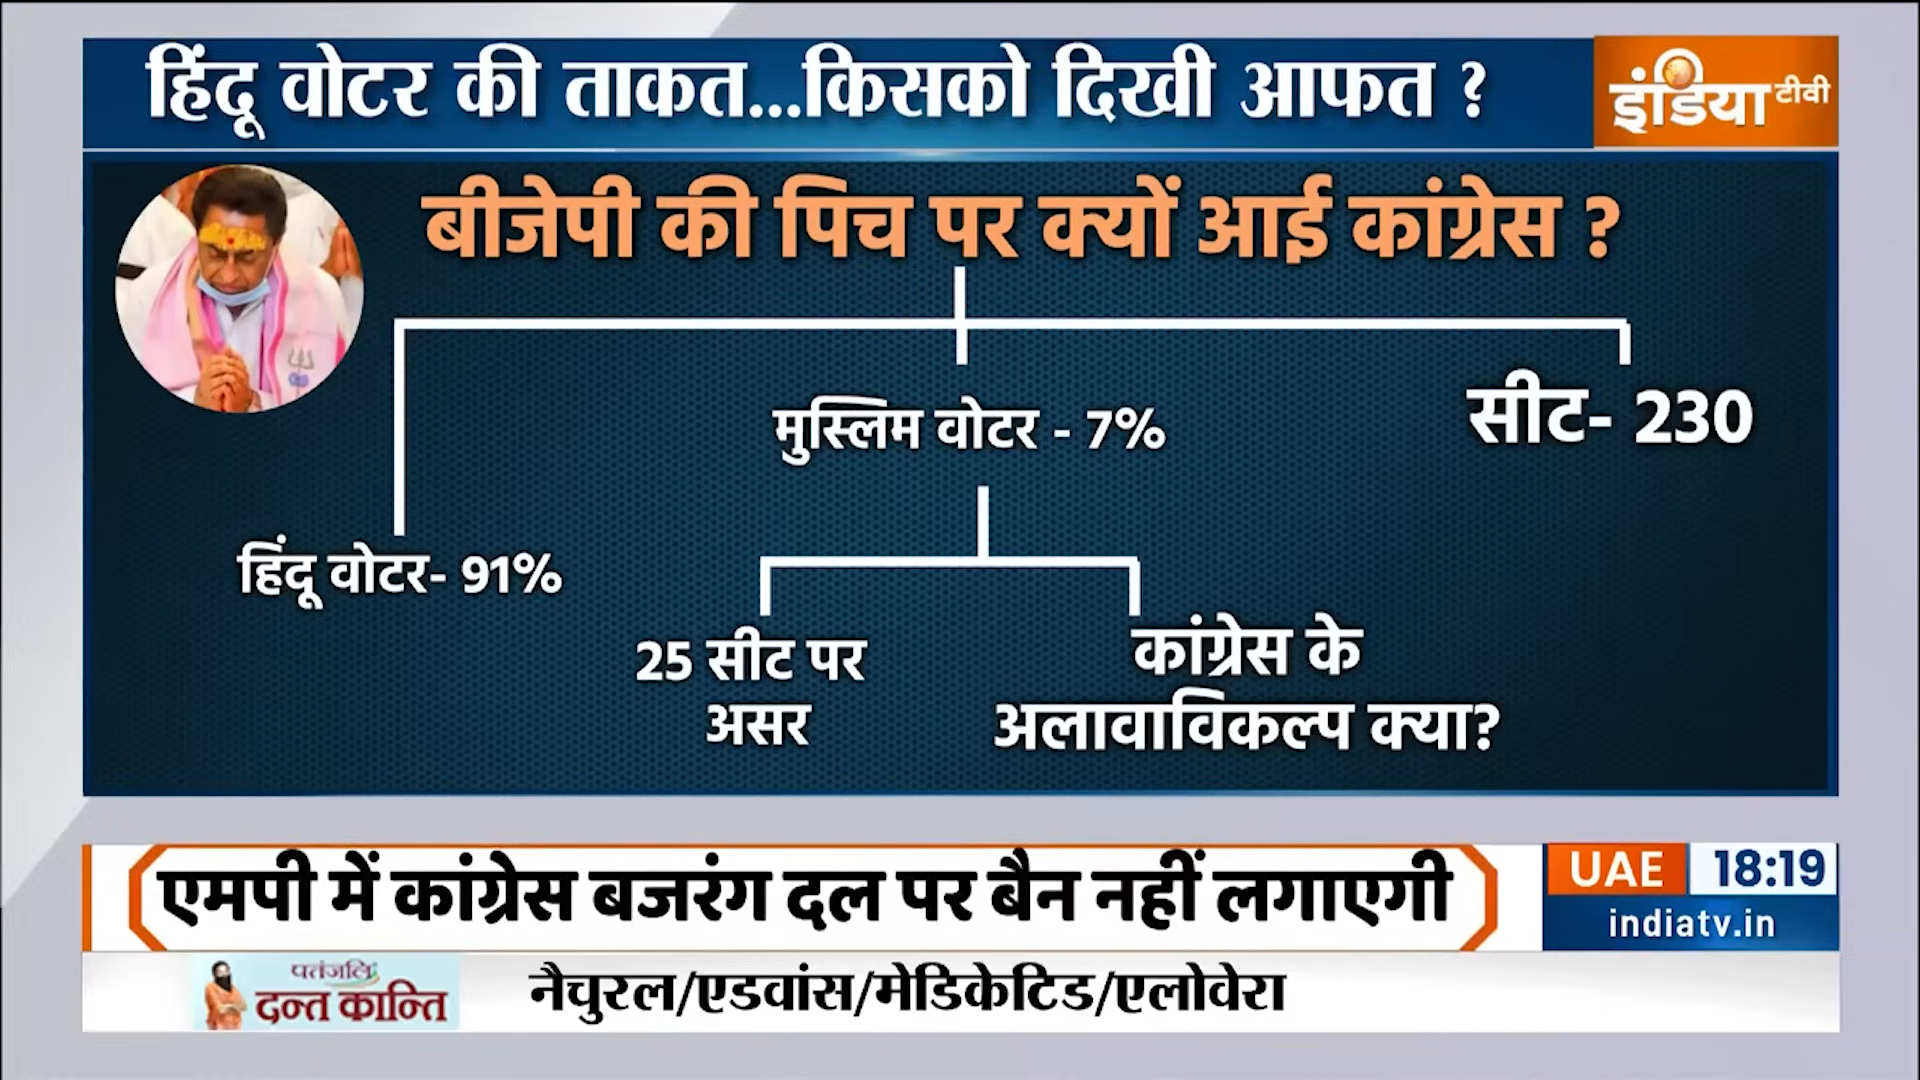 हिंदू वोटर की ताकत...किसको दिखी आफत ?
इंडिया टीवी
बीजेपी की पिच पर क्यों आई कांग्रेस ?
मुस्लिम वोटर - 7%
सीट- 230
हिंदू वोटर- 91%
25 सीट पर
असर
कांग्रेस के
अलावाविकल्प क्या?
एमपी में कांग्रेस बजरंग दल पर बैन नहीं लगाएगी
UAE 18:19
indiatv.in
पतंजलि
दन्त कान्ति
नैचुरल/एडवांस/मेडिकेटिड/एलोवेरा